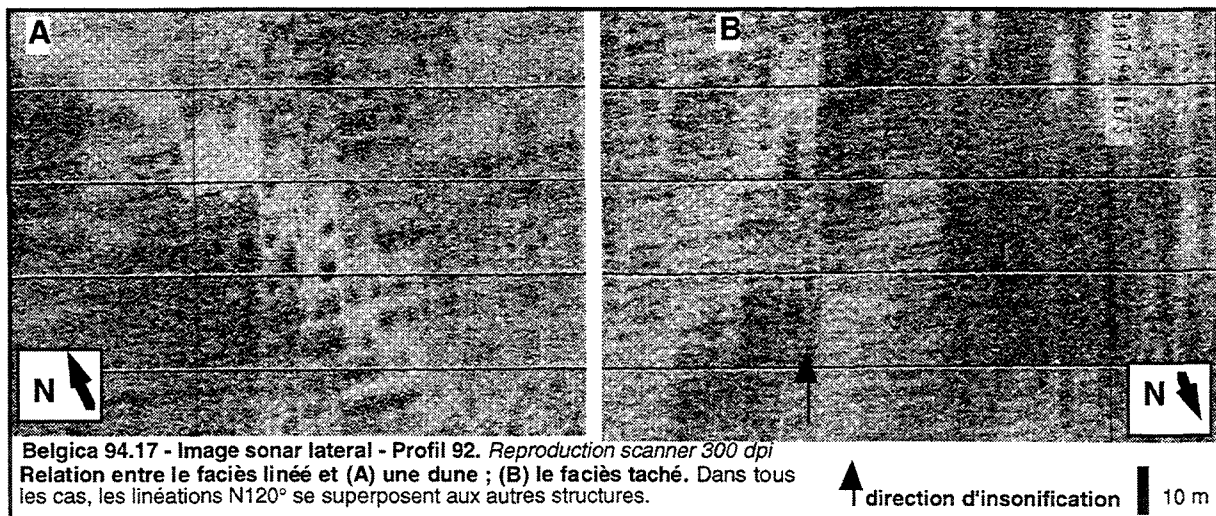 A
B
N
N
Belgica 94.17 - Image sonar lateral - Profil 92. Reproduction scanner 300 dpi
Relation entre le faciès linéé et (A) une dune ; (B) le faciès taché. Dans tous
les cas, les linéations N120° se superposent aux autres structures.
direction d'insonification
10 m